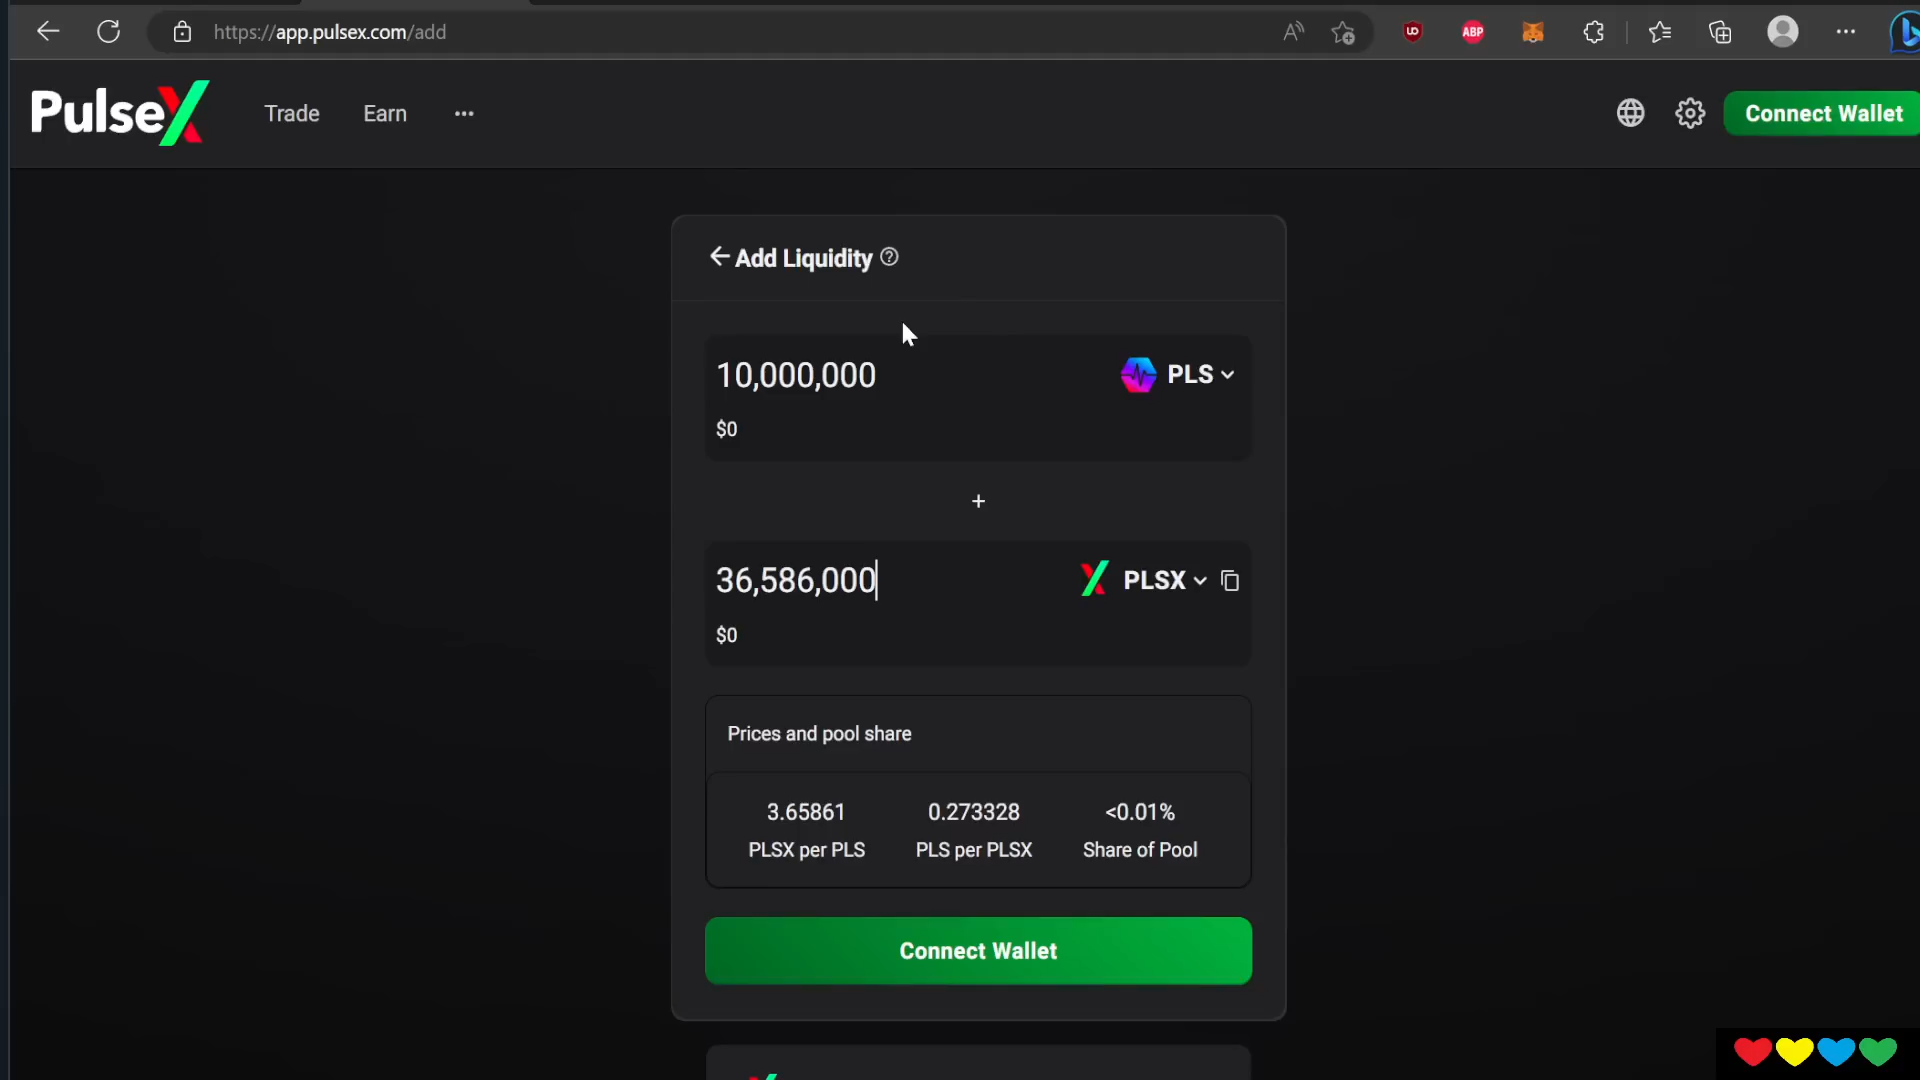 https://app.pulsex.com/add
UD
ABP
PulseX
Trade
Earn
Connect Wallet
Add Liquidity
10,000,000
PLS
$0
+
36,586,000
PLSX
$0
Prices and pool share
3.65861
0.273328
<0.01%
PLSX per PLS
PLS per PLSX
Share of Pool
Connect Wallet